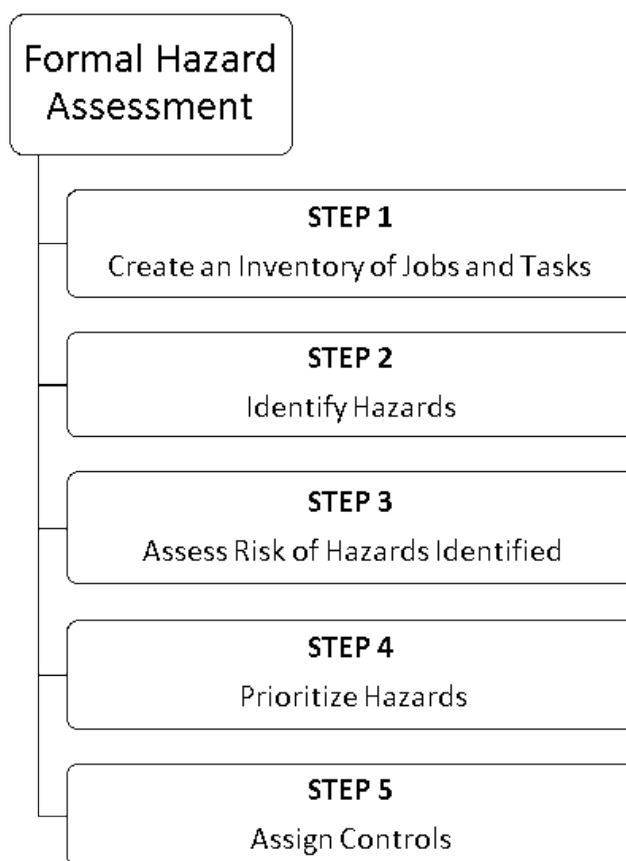 Formal Hazard
Assessment
STEP 1
Create an Inventory of Jobs and Tasks
STEP 2
Identify Hazards
STEP 3
Assess Risk of Hazards Identified
STEP 4
Prioritize Hazards
STEP 5
Assign Controls